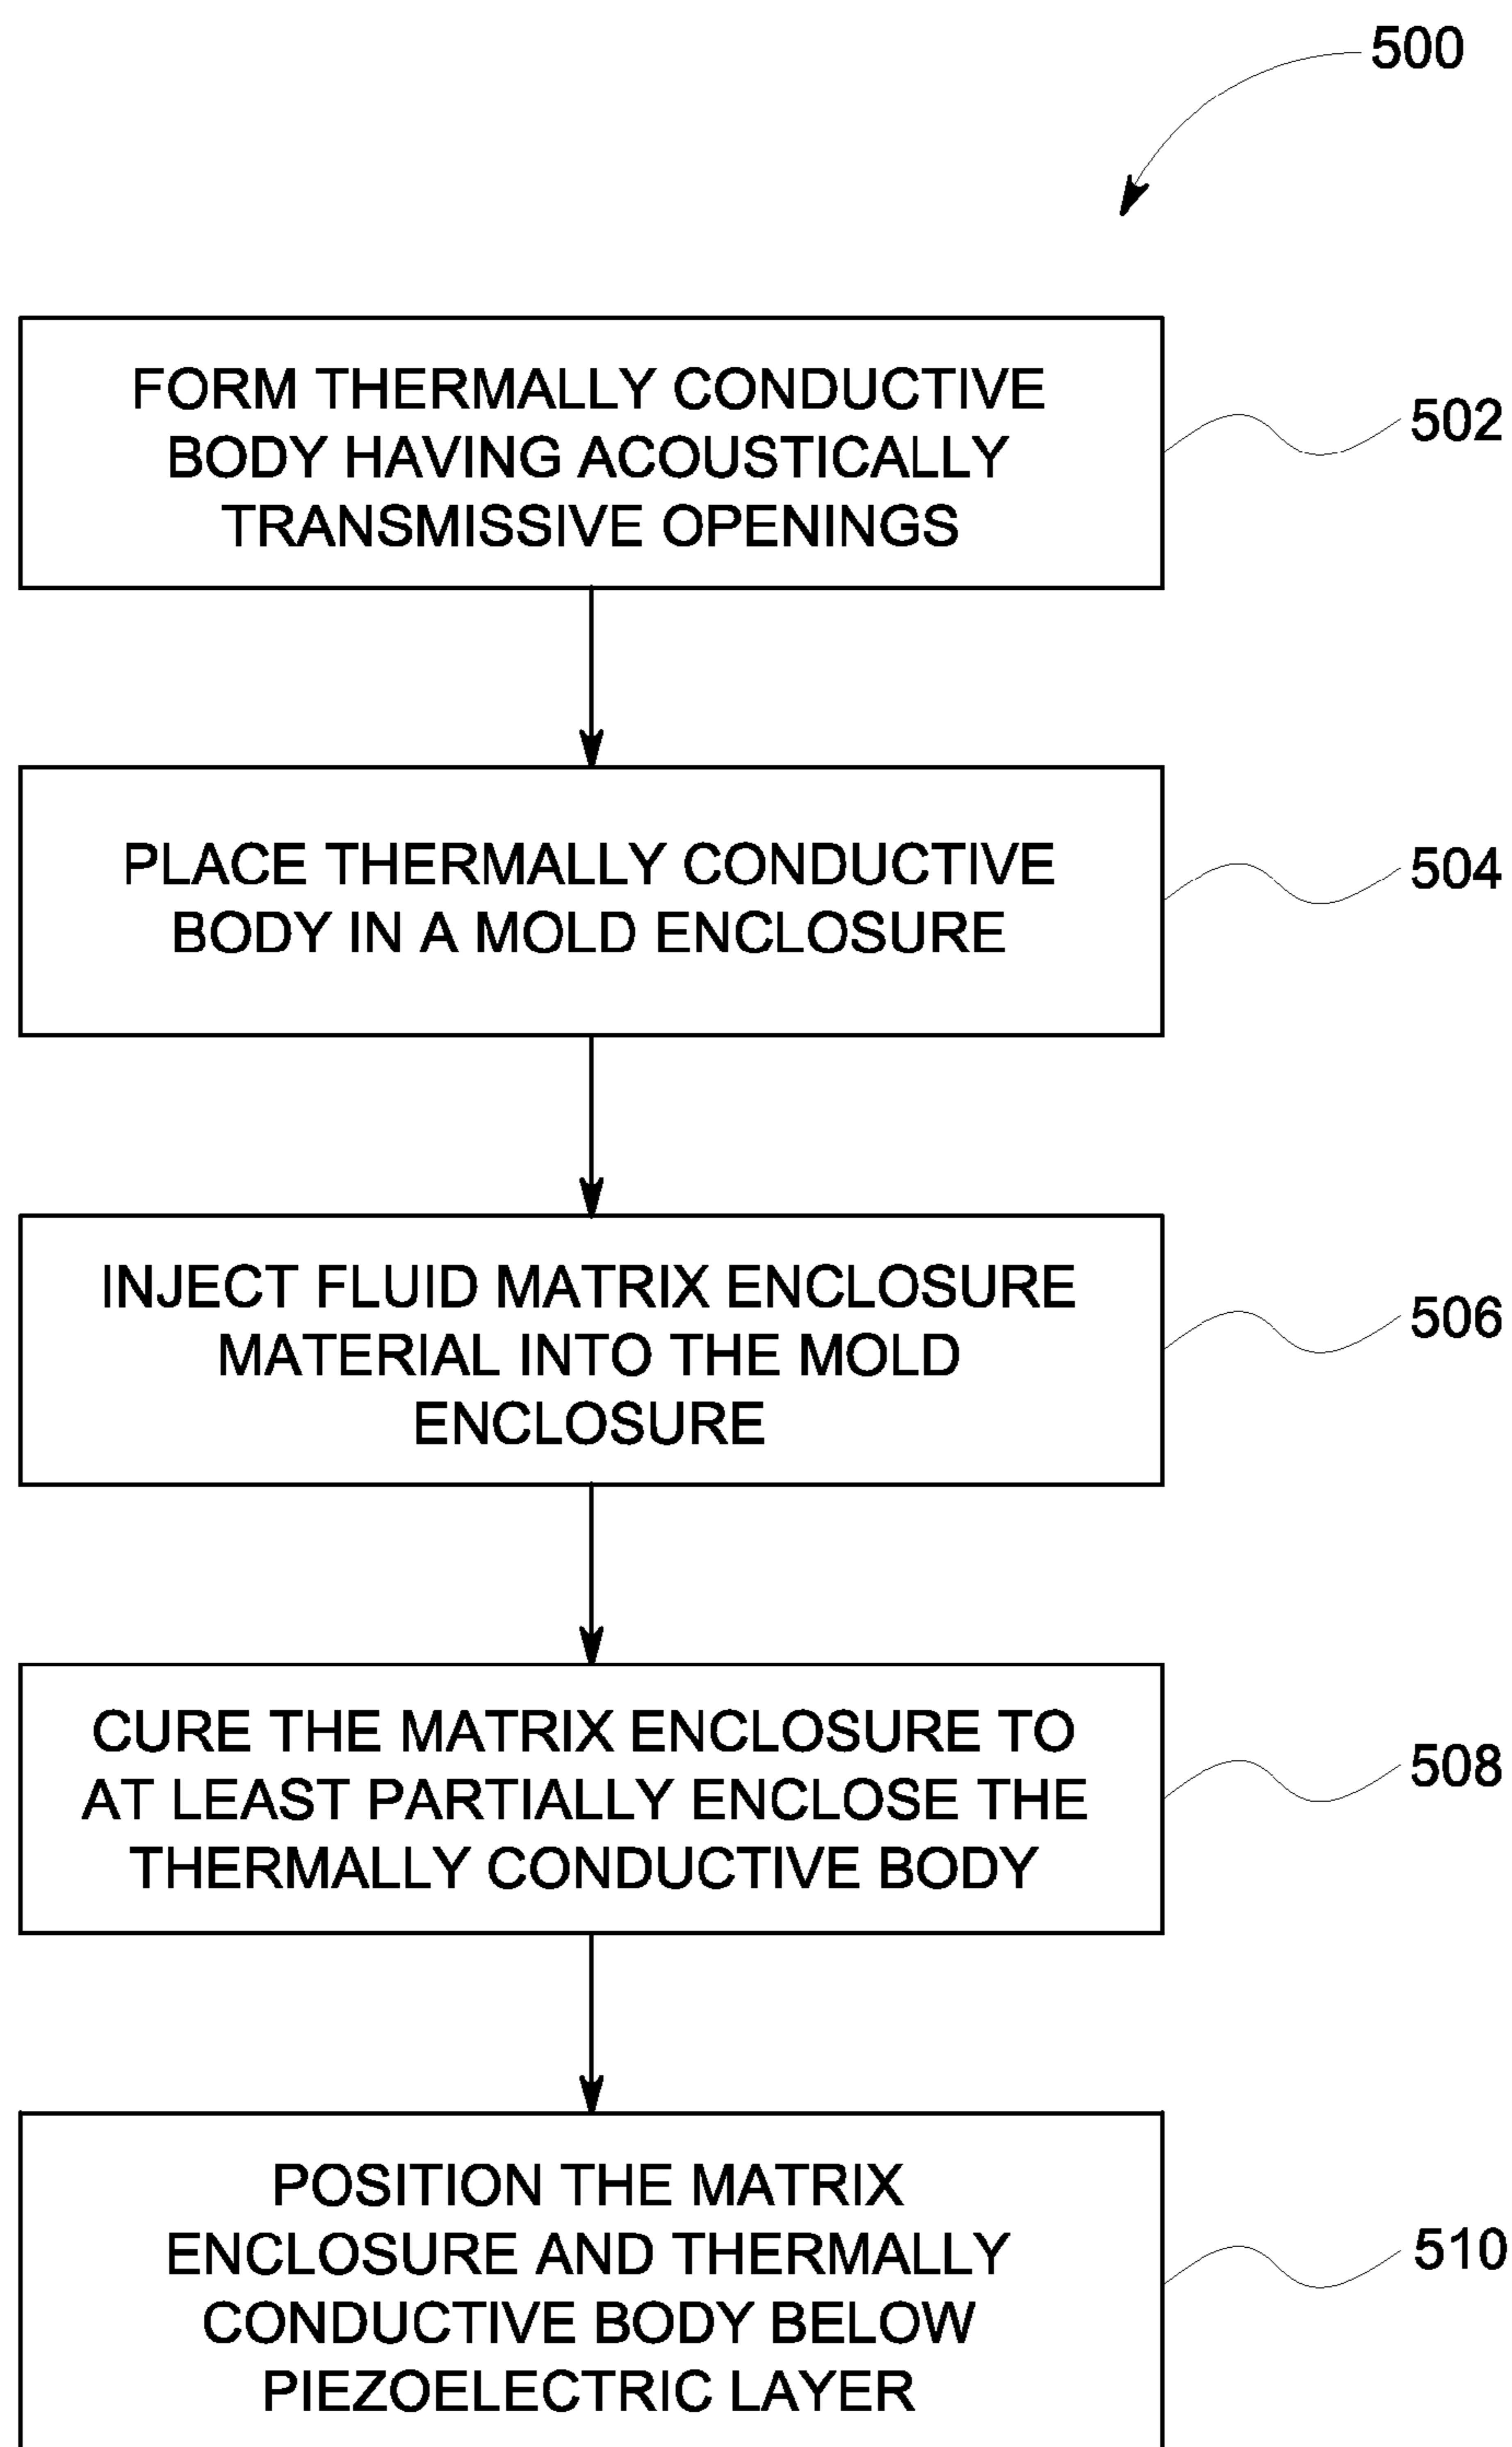 500
FORM THERMALLY CONDUCTIVE
BODY HAVING ACOUSTICALLY
TRANSMISSIVE OPENINGS
502
PLACE THERMALLY CONDUCTIVE
BODY IN A MOLD ENCLOSURE
504
INJECT FLUID MATRIX ENCLOSURE
MATERIAL INTO THE MOLD
ENCLOSURE
506
CURE THE MATRIX ENCLOSURE TO
AT LEAST PARTIALLY ENCLOSE THE
THERMALLY CONDUCTIVE BODY
508
POSITION THE MATRIX
ENCLOSURE AND THERMALLY
CONDUCTIVE BODY BELOW
PIEZOELECTRIC LAYER
510